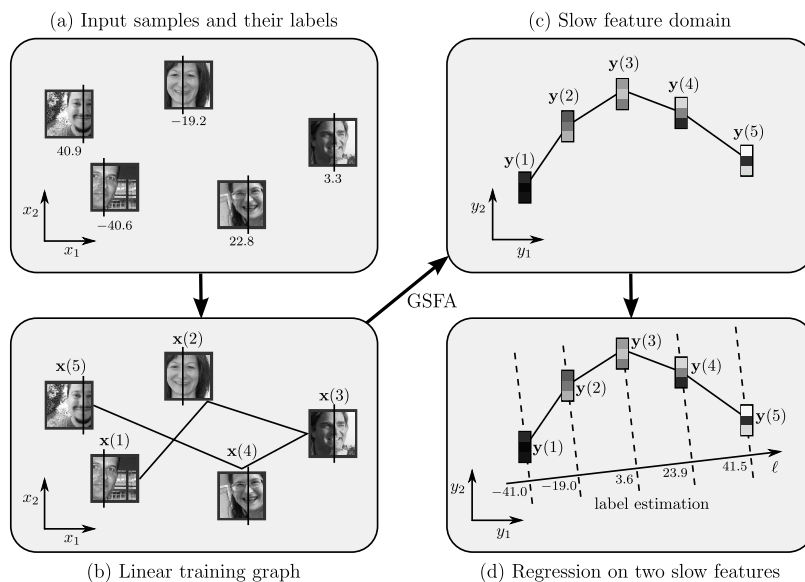 (a) Input samples and their labels
−19.2
40.9
3.3
−40.6
22.8
x₂
x₁
(c) Slow feature domain
y(3)
y(2)
y(4)
y(5)
y(1)
y₂
y₁
GSFA
x(2)
x(5)
x(3)
x(1)
x(4)
x₂
x₁
(b) Linear training graph
y(3)
y(4)
y(2)
y(5)
y(1)
−41.0
−19.0
3.6
23.9
41.5
ℓ
label estimation
y₂
y₁
(d) Regression on two slow features